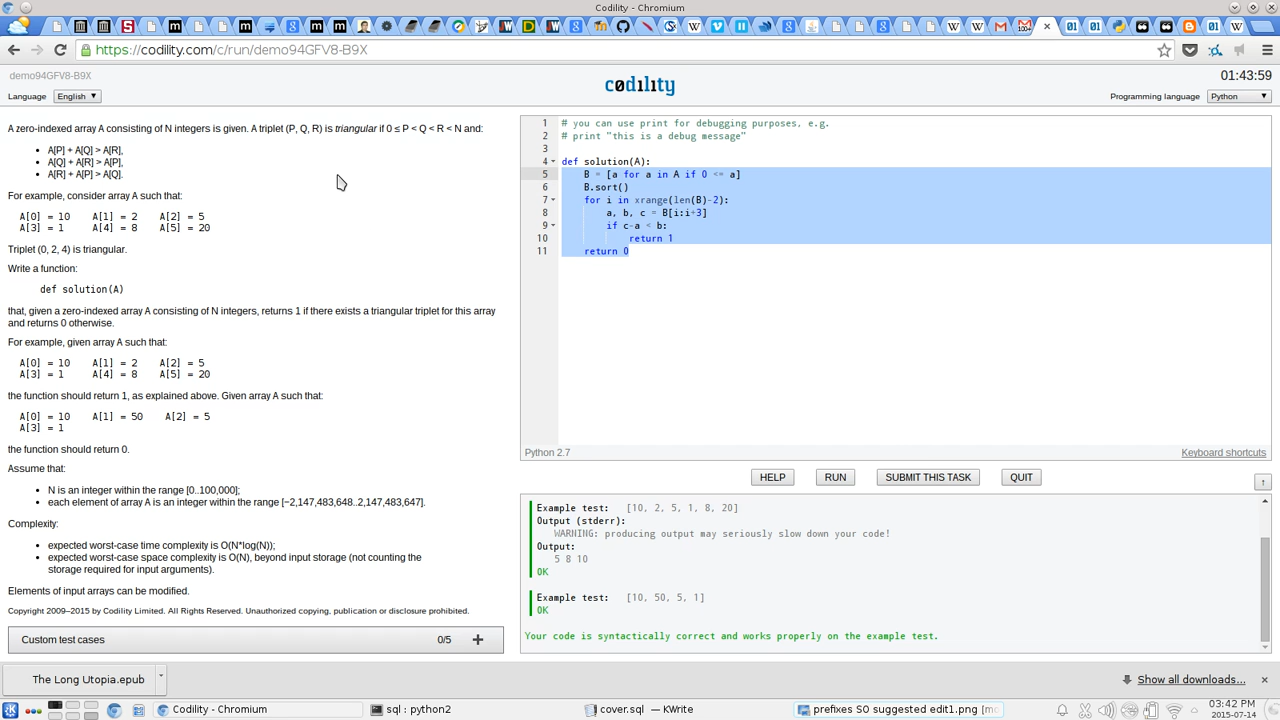 Codility - Chromium
https://codility.com/c/run/demo94GFV8-B9X
demo94GFV8-B9X
Language English
codility
01:43:59
Programming language Python
A zero-indexed array A consisting of N integers is given. A triplet (P, Q, R) is triangular if 0 ≤ P < Q < R < N and:
• A[P] + A[Q] > A[R],
• A[Q] + A[R] > A[P],
• A[R] + A[P] > A[Q].
For example, consider array A such that:
A[0] = 10 A[1] = 2 A[2] = 5
A[3] = 1 A[4] = 8 A[5] = 20
Triplet (0, 2, 4) is triangular.
Write a function:
def solution(A)
that, given a zero-indexed array A consisting of N integers, returns 1 if there exists a triangular triplet for this array
and returns 0 otherwise.
For example, given array A such that:
A[0] = 10 A[1] = 2 A[2] = 5
A[3] = 1 A[4] = 8 A[5] = 20
the function should return 1, as explained above. Given array A such that:
A[0] = 10 A[1] = 50 A[2] = 5
A[3] = 1
the function should return 0.
Assume that:
• N is an integer within the range [0..100,000];
• each element of array A is an integer within the range [−2,147,483,648..2,147,483,647].
Complexity:
• expected worst-case time complexity is O(N*log(N));
• expected worst-case space complexity is O(N), beyond input storage (not counting the
storage required for input arguments).
Elements of input arrays can be modified.
Copyright 2009–2015 by Codility Limited. All Rights Reserved. Unauthorized copying, publication or disclosure prohibited.
Custom test cases 0/5 +
1 # you can use print for debugging purposes, e.g.
2 # print "this is a debug message"
3
4 def solution(A):
5 B = [a for a in A if 0 <= a]
6 B.sort()
7 for i in xrange(len(B)-2):
8 a, b, c = B[i:i+3]
9 if c-a < b:
10 return 1
11 return 0
Python 2.7
Keyboard shortcuts
HELP RUN SUBMIT THIS TASK QUIT
Example test: [10, 2, 5, 1, 8, 20]
Output (stderr):
WARNING: producing output may seriously slow down your code!
Output:
5 8 10
OK
Example test: [10, 50, 5, 1]
OK
Your code is syntactically correct and works properly on the example test.
The Long Utopia.epub
Show all downloads...
Codility - Chromium
sql : python2
cover.sql — KWrite
prefixes SO suggested edit1.png
03:42 PM
2015-07-14